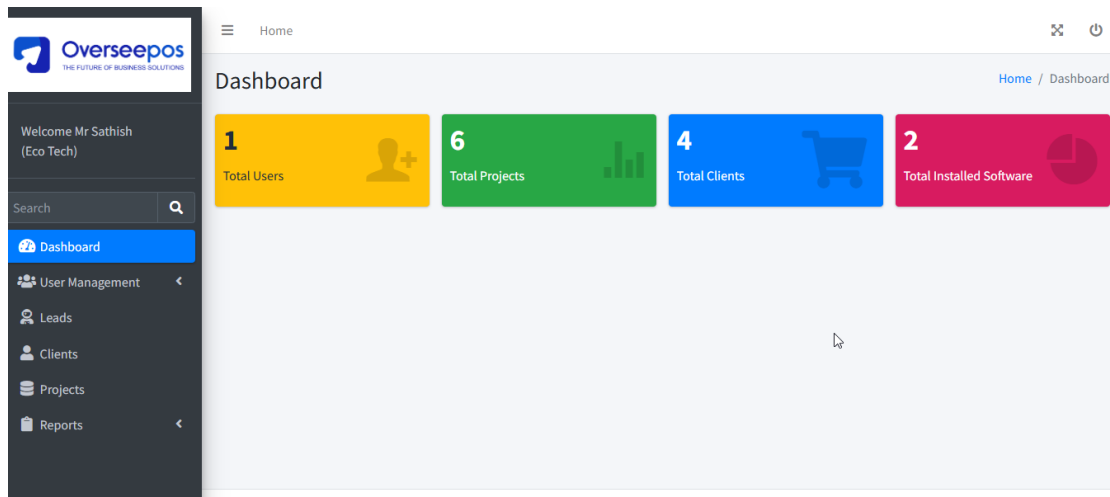 Overseepos
THE FUTURE OF BUSINESS SOLUTIONS
Welcome Mr Sathish
(Eco Tech)
Search
Dashboard
User Management
Leads
Clients
Projects
Reports
Home
Dashboard
Home / Dashboard
1
Total Users
6
Total Projects
4
Total Clients
2
Total Installed Software